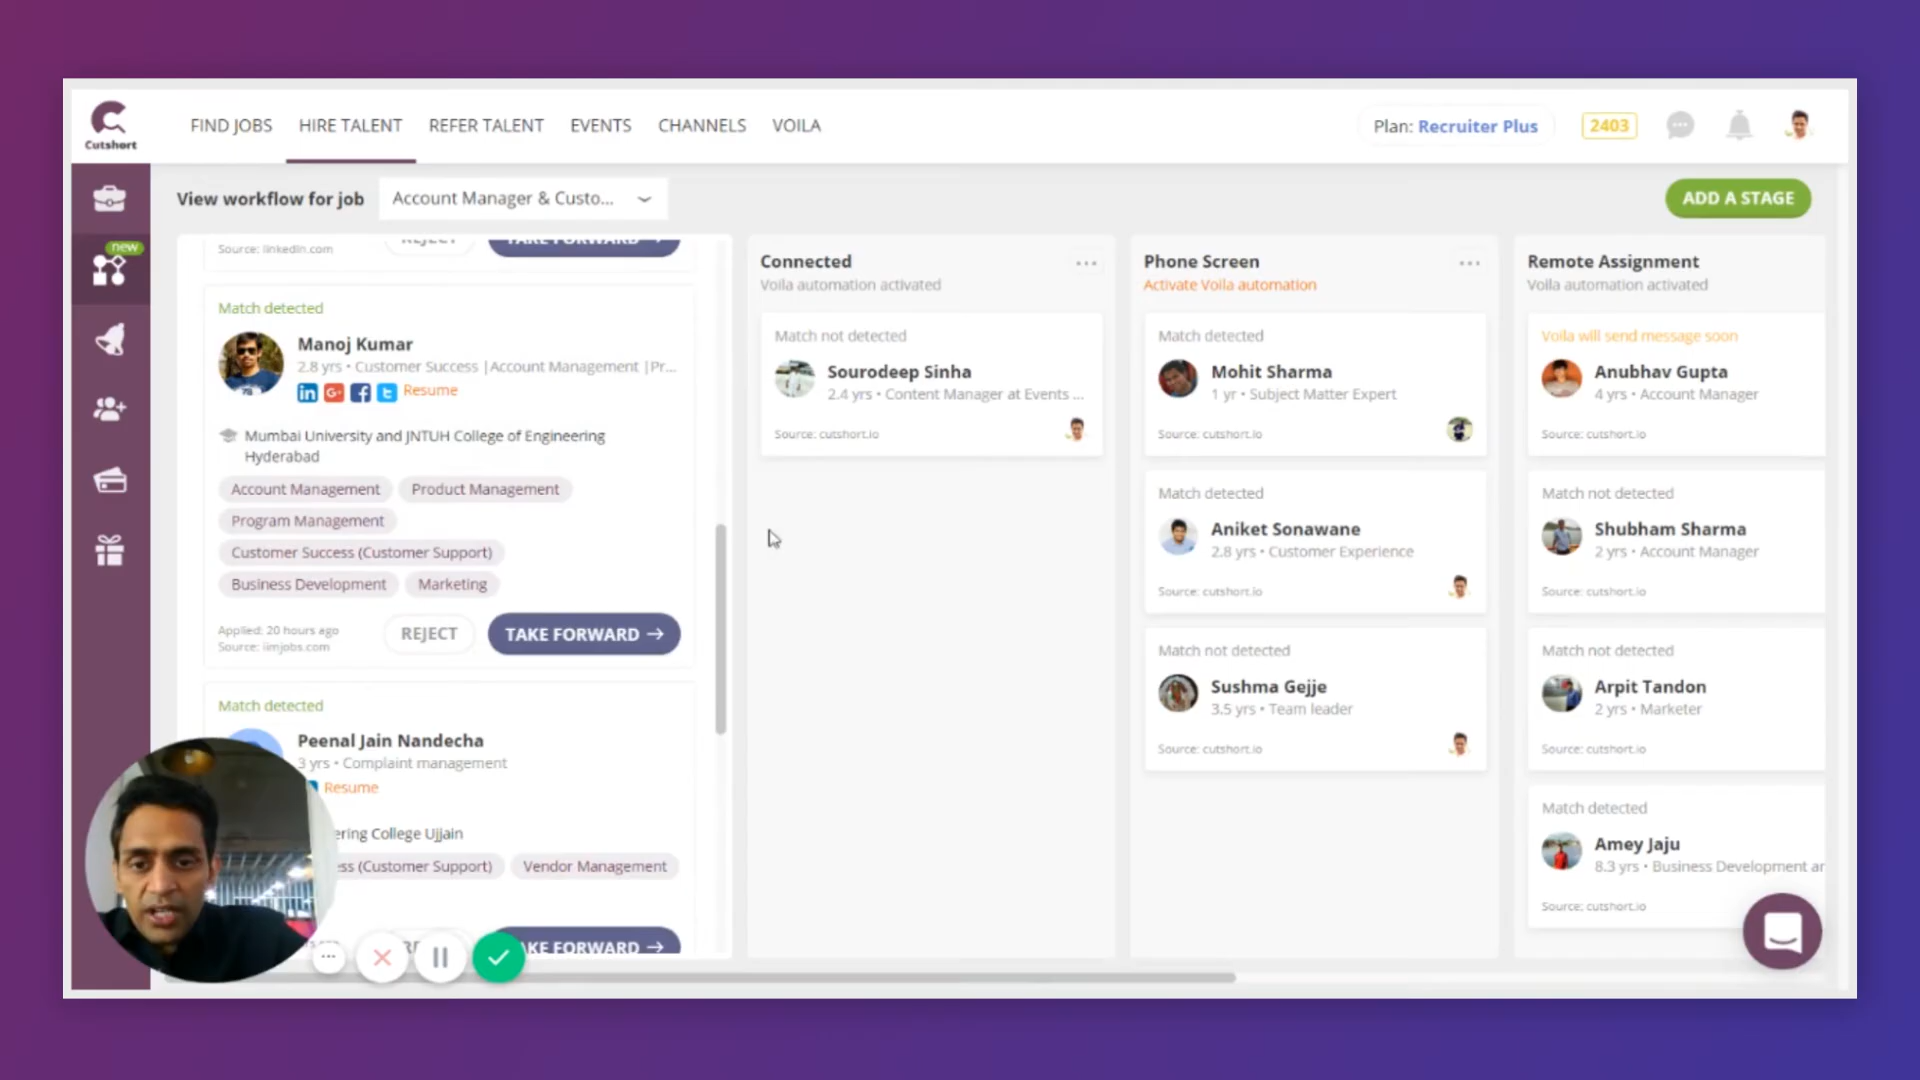 Cutshort
FIND JOBS
HIRE TALENT
REFER TALENT
EVENTS
CHANNELS
VOILA
Plan: Recruiter Plus
2403
new
View workflow for job
Account Manager & Custo...
ADD A STAGE
Source: linkedin.com
REJECT
TAKE FORWARD
Match detected
Manoj Kumar
2.8 yrs • Customer Success |Account Management |Pr...
in G+ f t Resume
Mumbai University and JNTUH College of Engineering
Hyderabad
Account Management
Product Management
Program Management
Customer Success (Customer Support)
Business Development
Marketing
Applied: 20 hours ago
Source: iimjobs.com
REJECT
TAKE FORWARD →
Match detected
Peenal Jain Nandecha
3 yrs • Complaint management
Resume
ering College Ujjain
ess (Customer Support)
Vendor Management
RE
AKE FORWARD →
Connected
Voila automation activated
Match not detected
Sourodeep Sinha
2.4 yrs • Content Manager at Events ...
Source: cutshort.io
Phone Screen
Activate Voila automation
Match detected
Mohit Sharma
1 yr • Subject Matter Expert
Source: cutshort.io
Match detected
Aniket Sonawane
2.8 yrs • Customer Experience
Source: cutshort.io
Match not detected
Sushma Gejje
3.5 yrs • Team leader
Source: cutshort.io
Remote Assignment
Voila automation activated
Voila will send message soon
Anubhav Gupta
4 yrs • Account Manager
Source: cutshort.io
Match not detected
Shubham Sharma
2 yrs • Account Manager
Source: cutshort.io
Match not detected
Arpit Tandon
2 yrs • Marketer
Source: cutshort.io
Match detected
Amey Jaju
8.3 yrs • Business Development ar
Source: cutshort.io